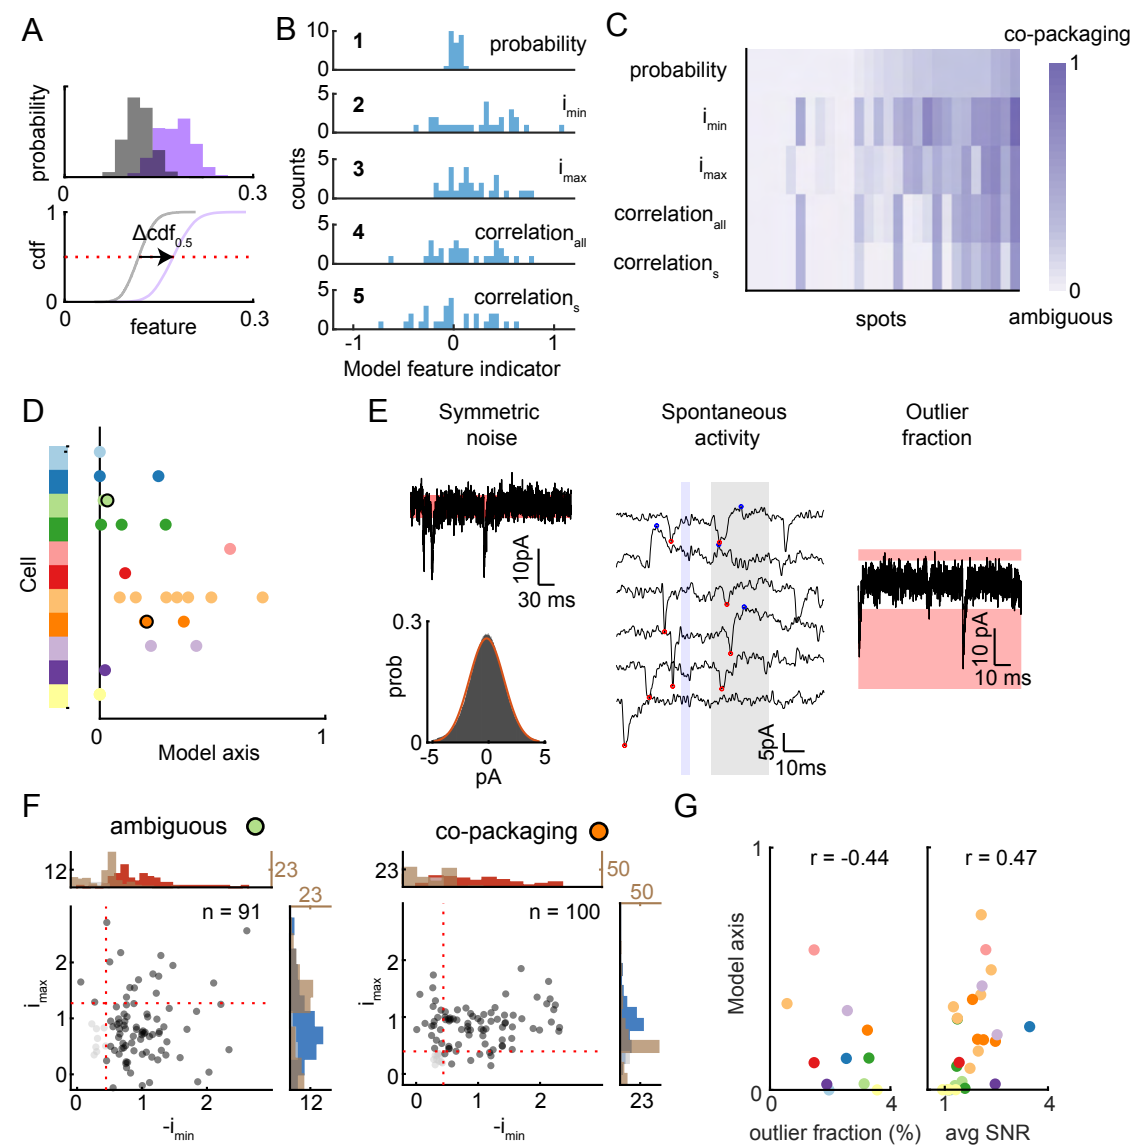 A
probability
0
0.3
1
cdf
0
Δcdf0.5
0
0.3
feature
B
counts
10
0
1
probability
5
0
2
imin
5
0
3
imax
5
0
4
correlationall
5
0
5
correlations
-1
0
1
Model feature indicator
C
co-packaging
1
0
probability
imin
imax
correlationall
correlations
spots
ambiguous
D
Cell
0
1
Model axis
E
Symmetric
noise
10pA
30 ms
0.3
prob
0
-5
0
5
pA
Spontaneous
activity
5pA
10ms
Outlier
fraction
10 pA
10 ms
F
ambiguous
12
23
23
n = 91
2
1
0
imax
0
1
2
-imin
12
co-packaging
23
50
50
n = 100
2
1
0
imax
0
1
2
-imin
23
G
1
r = -0.44
r = 0.47
Model axis
0
0
4
outlier fraction (%)
1
4
avg SNR